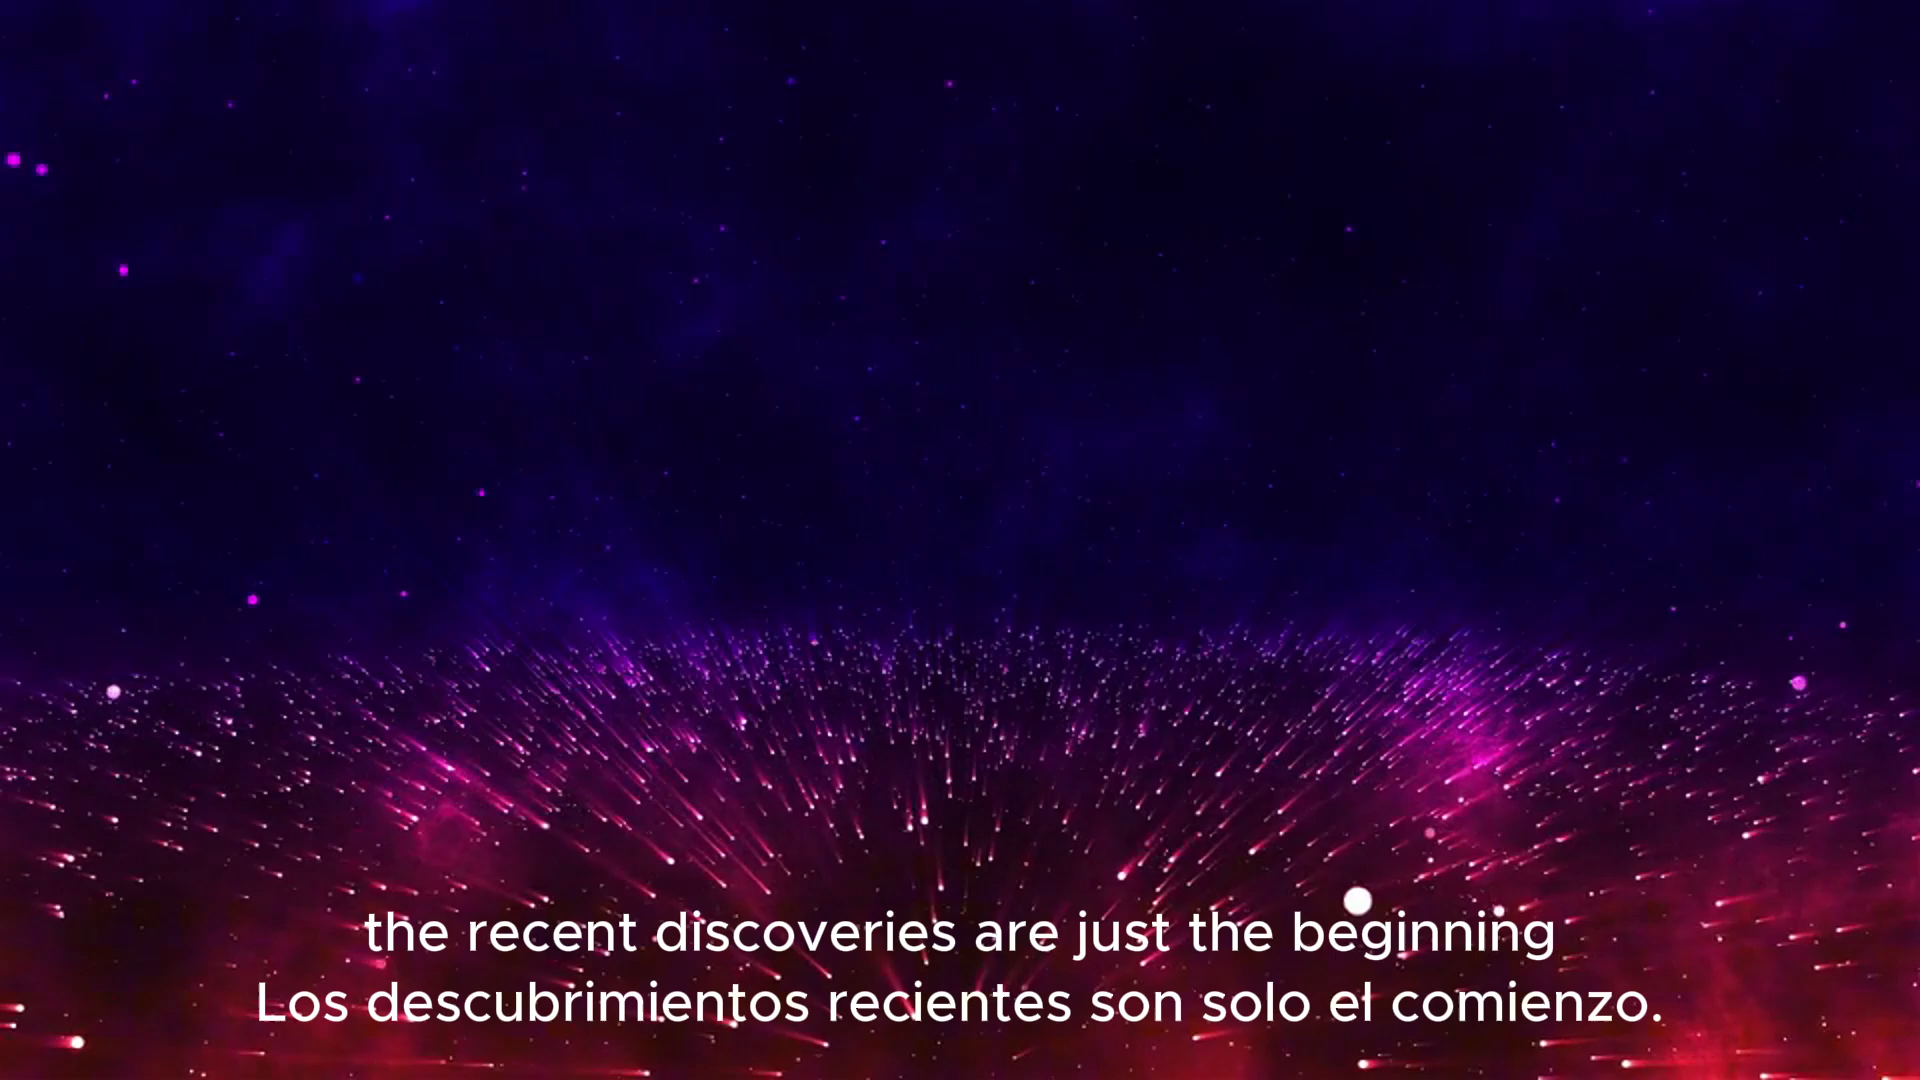 the recent discoveries are just the beginning
Los descubrimientos recientes son solo el comienzo.